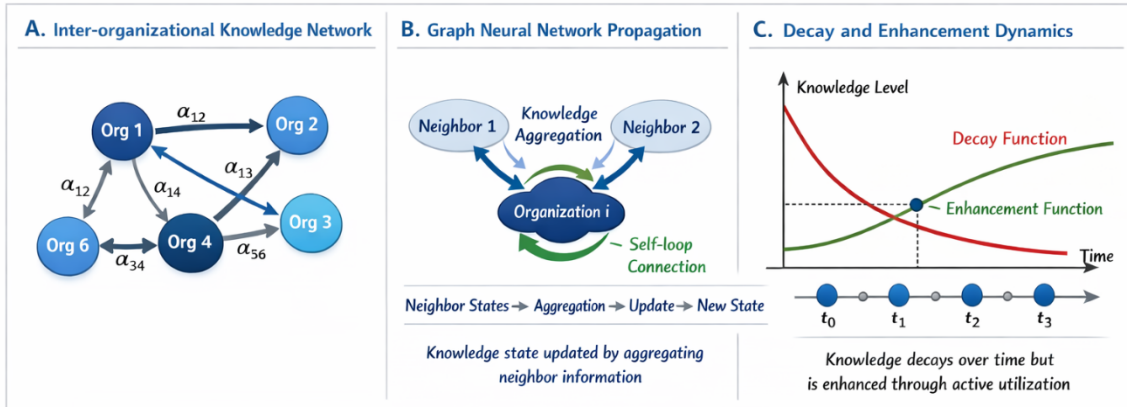 A. Inter-organizational Knowledge Network
Org 1
α12
Org 2
α12
α14
α13
Org 3
Org 6
Org 4
α34
α56
B. Graph Neural Network Propagation
Neighbor 1
Knowledge
Aggregation
Neighbor 2
Organization i
Self-loop
Connection
Neighbor States → Aggregation → Update → New State
Knowledge state updated by aggregating
neighbor information
C. Decay and Enhancement Dynamics
Knowledge Level
Decay Function
Enhancement Function
Time
t0 t1 t2 t3
Knowledge decays over time but
is enhanced through active utilization